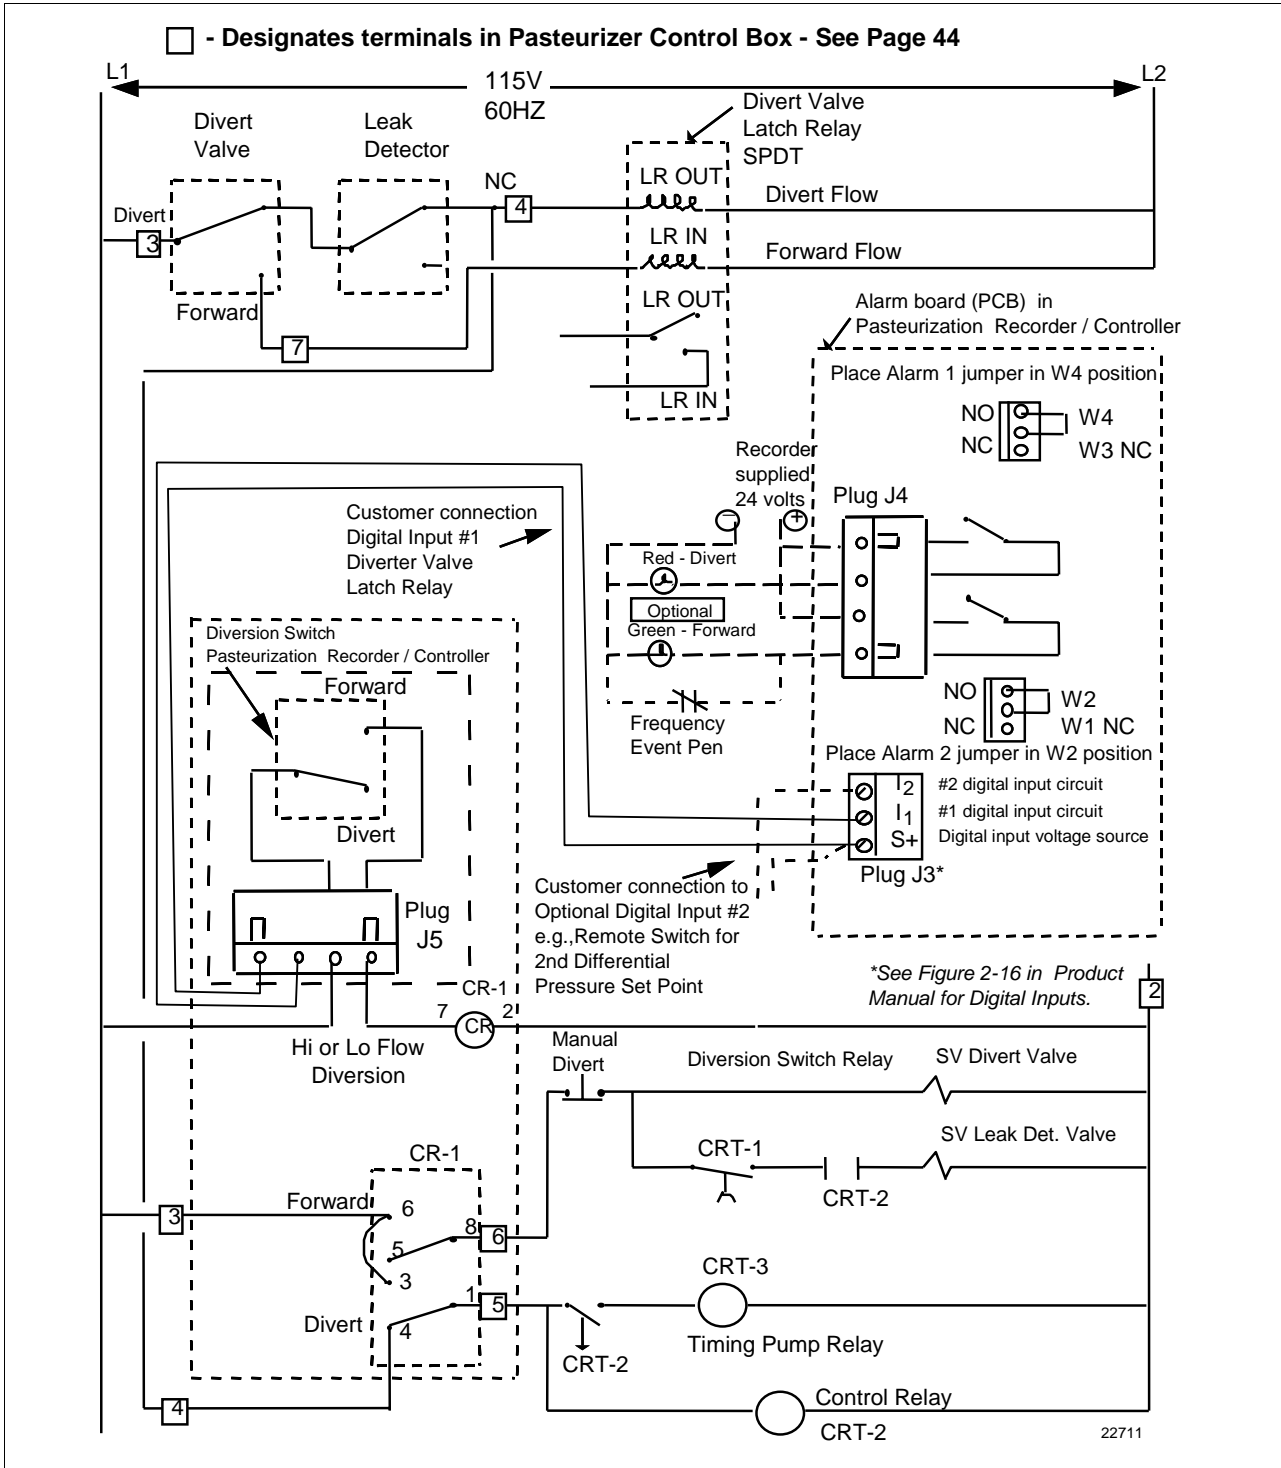 - Designates terminals in Pasteurizer Control Box - See Page 44
L1
115V
60HZ
L2
Divert
Valve
Leak
Detector
Divert Valve
Latch Relay
SPDT
NC
LR OUT
Divert Flow
Divert
3
4
LR IN
Forward Flow
Forward
7
LR OUT
LR IN
Alarm board (PCB) in
Pasteurization Recorder / Controller
Place Alarm 1 jumper in W4 position
NO
W4
NC
W3 NC
Recorder
supplied
24 volts
Plug J4
Customer connection
Digital Input #1
Diverter Valve
Latch Relay
Red - Divert
Optional
Green - Forward
Frequency
Event Pen
NO
W2
NC
W1 NC
Place Alarm 2 jumper in W2 position
I2
#2 digital input circuit
I1
#1 digital input circuit
S+
Digital input voltage source
Plug J3*
Diversion Switch
Pasteurization Recorder / Controller
Forward
Divert
Plug
J5
Customer connection to
Optional Digital Input #2
e.g.,Remote Switch for
2nd Differential
Pressure Set Point
*See Figure 2-16 in Product
Manual for Digital Inputs.
2
CR-1
7
CR
2
Hi or Lo Flow
Diversion
Manual
Divert
Diversion Switch Relay
SV Divert Valve
SV Leak Det. Valve
CRT-1
CRT-2
CR-1
Forward
3
6
5
8
6
3
CRT-3
1
5
Divert
4
Timing Pump Relay
CRT-2
4
Control Relay
CRT-2
22711